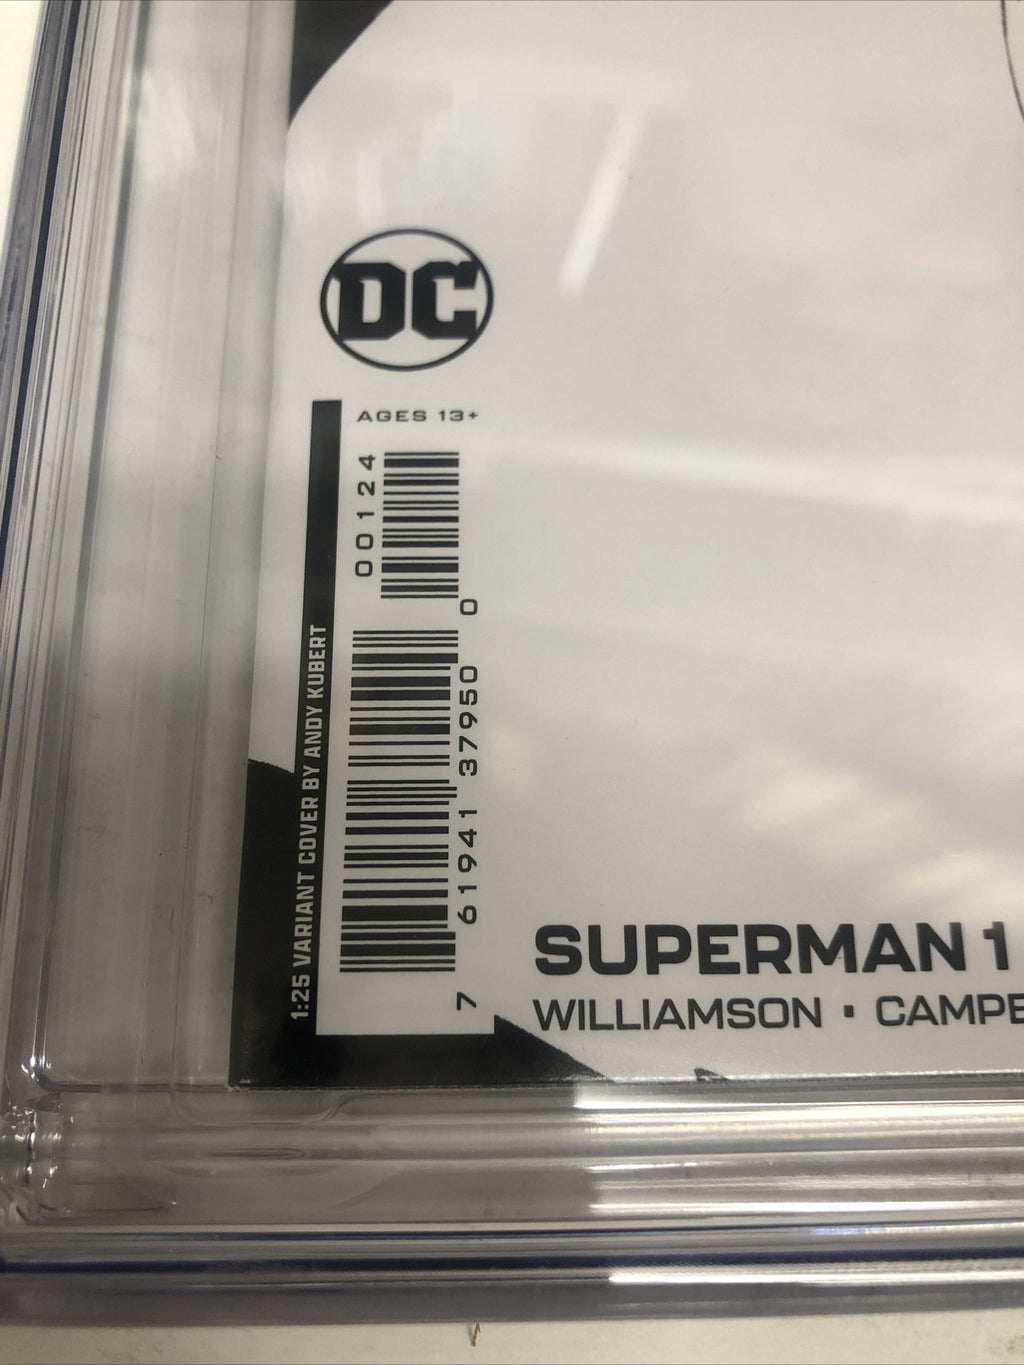 DC
AGES 13+
00124
0
7 61941 37950
1:25 VARIANT COVER BY ANDY KUBERT
SUPERMAN 1
WILLIAMSON • CAMPE